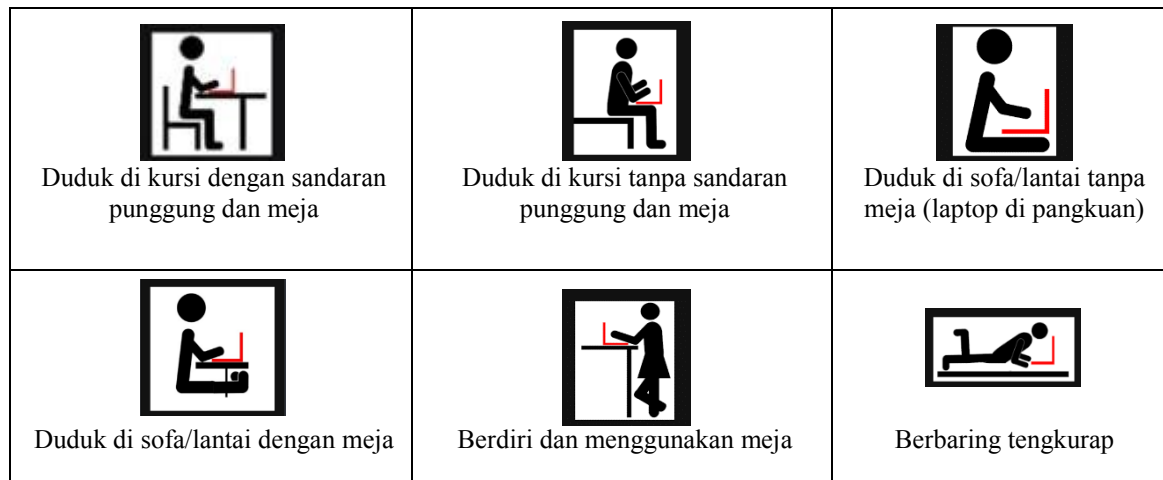 Duduk di kursi dengan sandaran
punggung dan meja
Duduk di kursi tanpa sandaran
punggung dan meja
Duduk di sofa/lantai tanpa
meja (laptop di pangkuan)
Duduk di sofa/lantai dengan meja
Berdiri dan menggunakan meja
Berbaring tengkurap